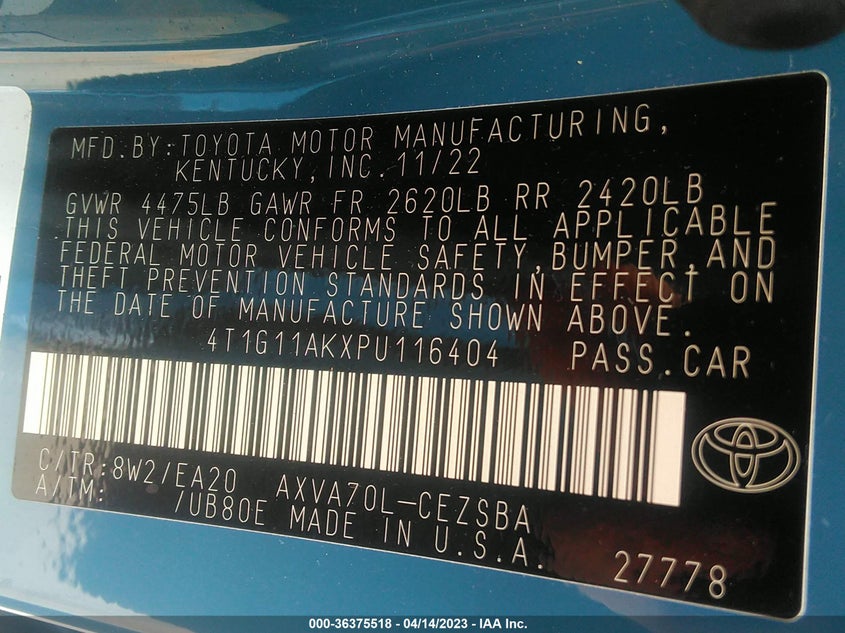 MFD.BY:TOYOTA MOTOR MANUFACTURING,
KENTUCKY,INC.11/22
GVWR 4475LB GAWR FR 2620LB RR 2420LB
THIS VEHICLE CONFORMS TO ALL APPLICABLE
FEDERAL MOTOR VEHICLE SAFETY,BUMPER,AND
THEFT PREVENTION STANDARDS IN EFFECT ON
THE DATE OF MANUFACTURE SHOWN ABOVE.
4T1G11AKXPU116404 PASS.CAR
C/TR:8W2/EA20 AXVA70L-CEZSBA
A/TM: /UB80E MADE IN U.S.A.
27778
000-36375518 - 04/14/2023 - IAA Inc.